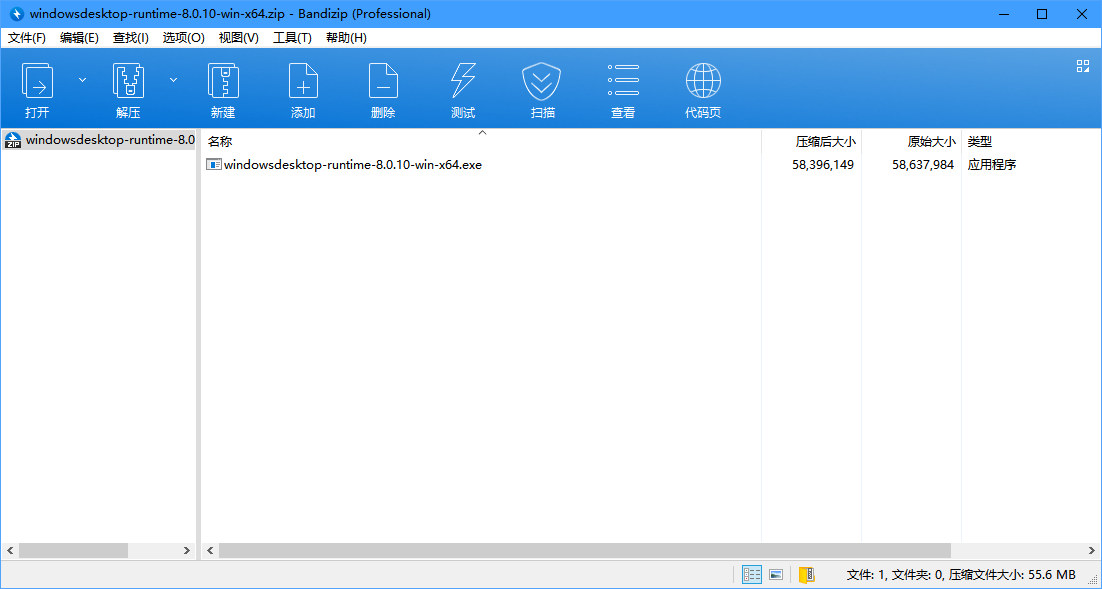 windowsdesktop-runtime-8.0.10-win-x64.zip - Bandizip (Professional)
文件(F) 编辑(E) 查找(I) 选项(O) 视图(V) 工具(T) 帮助(H)
打开 解压 新建 添加 删除 测试 扫描 查看 代码页
ZIP windowsdesktop-runtime-8.0
名称 压缩后大小 原始大小 类型
windowsdesktop-runtime-8.0.10-win-x64.exe 58,396,149 58,637,984 应用程序
文件: 1, 文件夹: 0, 压缩文件大小: 55.6 MB